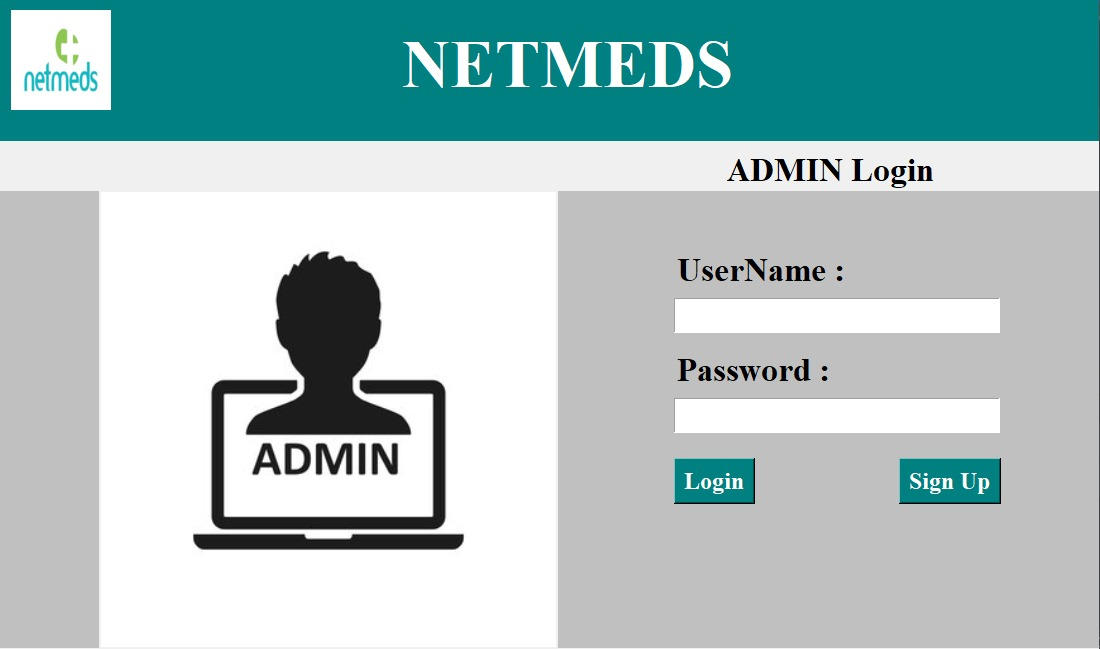 netmeds
NETMEDS
ADMIN Login
UserName :
ADMIN
Password :
Login
Sign Up